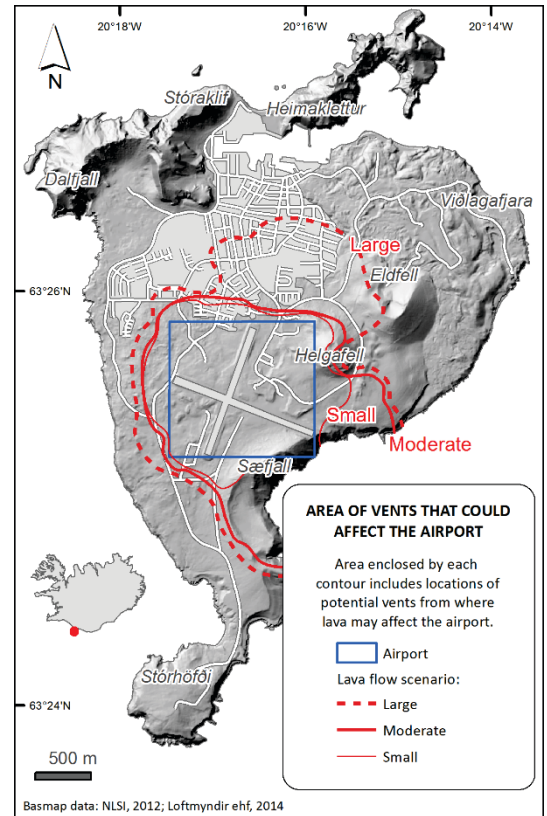 20°18'W
20°16'W
20°14'W
N
Stóraklif
Heimaklettur
Dalfjall
Viðlagafjara
Large
Eldfell
63°26'N
Helgafell
Small
Moderate
Sæfjall
AREA OF VENTS THAT COULD
AFFECT THE AIRPORT
Area enclosed by each
contour includes locations of
potential vents from where
lava may affect the airport.
Airport
Lava flow scenario:
Large
Moderate
Small
Stórhöfði
63°24'N
500 m
Basmap data: NLSI, 2012; Loftmyndir ehf, 2014